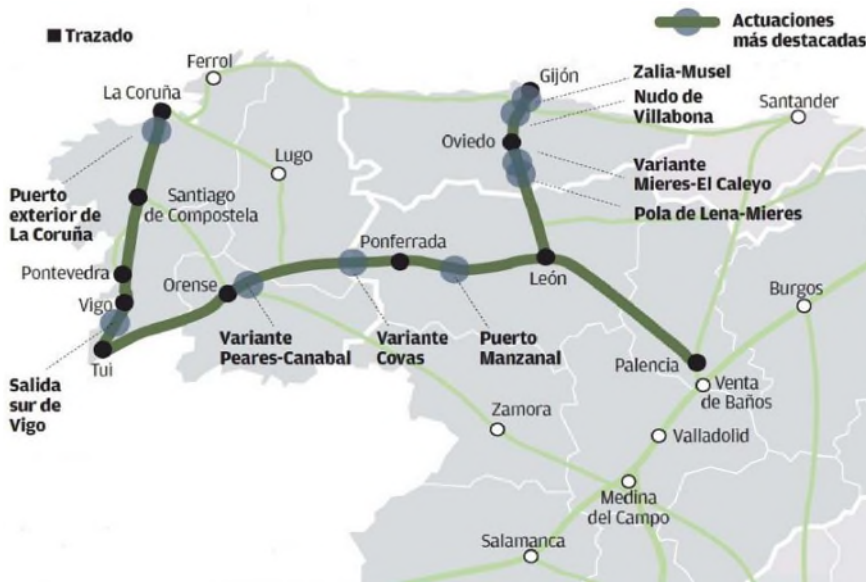 Trazado
Actuaciones
más destacadas
Ferrol
La Coruña
Gijón
Zalia-Musel
Nudo de
Villabona
Santander
Oviedo
Lugo
Variante
Mieres-El Caleyo
Puerto
exterior de
La Coruña
Santiago
de Compostela
Pola de Lena-Mieres
Ponferrada
Pontevedra
Orense
León
Vigo
Burgos
Tui
Variante
Peares-Canabal
Variante
Covas
Puerto
Manzanal
Palencia
Salida
sur de
Vigo
Venta
de Baños
Zamora
Valladolid
Medina
del Campo
Salamanca